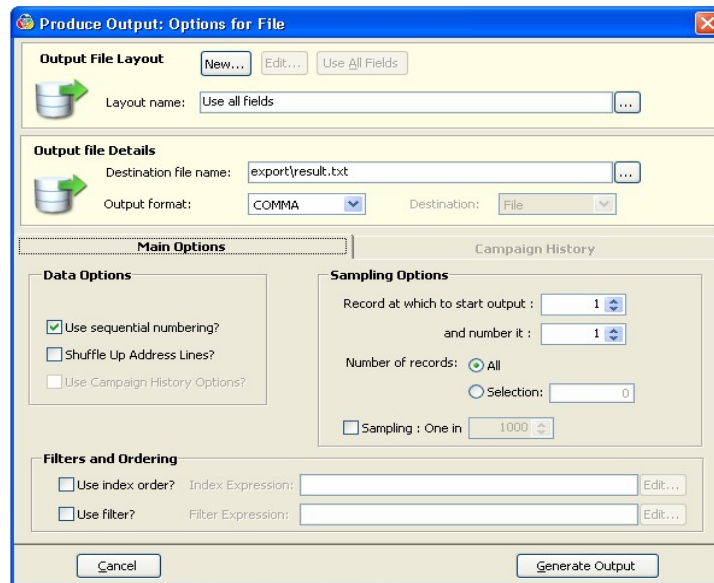 Produce Output: Options for File
Output File Layout
New... Edit... Use All Fields
Layout name: Use all fields ...
Output file Details
Destination file name: export\result.txt ...
Output format: COMMA Destination: File
Main Options Campaign History
Data Options
Use sequential numbering?
Shuffle Up Address Lines?
Use Campaign History Options?
Sampling Options
Record at which to start output : 1
and number it : 1
Number of records: All
Selection: 0
Sampling : One in 1000
Filters and Ordering
Use index order? Index Expression: Edit...
Use filter? Filter Expression: Edit...
Cancel Generate Output